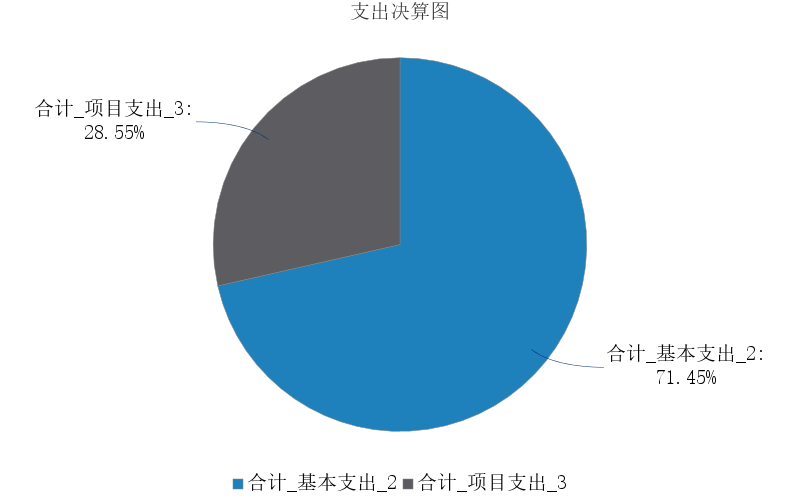 支出决算图
合计_项目支出_3:
28.55%
合计_基本支出_2:
71.45%
合计_基本支出_2 合计_项目支出_3